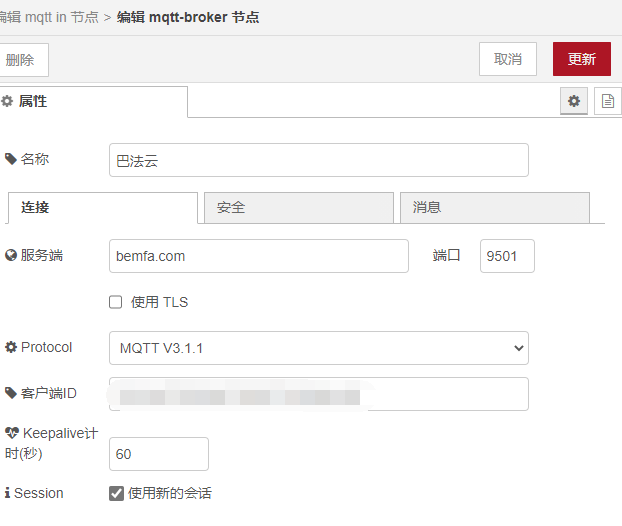 编辑 mqtt in 节点 > 编辑 mqtt-broker 节点
删除 取消 更新
属性
名称 巴法云
连接 安全 消息
服务端 bemfa.com 端口 9501
使用 TLS
Protocol MQTT V3.1.1
客户端ID
Keepalive计
时(秒) 60
Session 使用新的会话